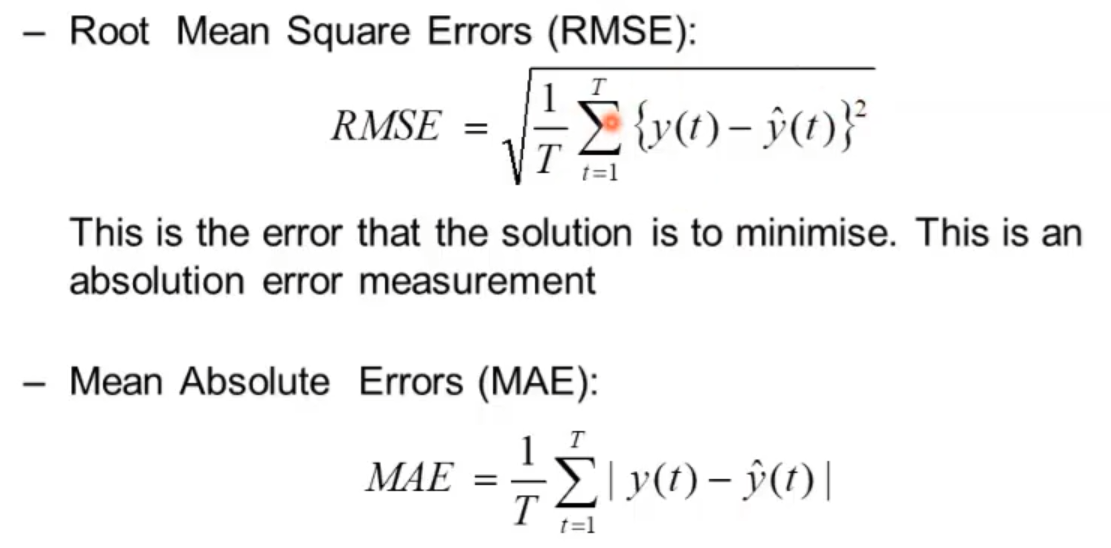 – Root Mean Square Errors (RMSE):
RMSE = √(1/T ∑_{t=1}^{T} {y(t) − ŷ(t)}²)
This is the error that the solution is to minimise. This is an
absolution error measurement
– Mean Absolute Errors (MAE):
MAE = 1/T ∑_{t=1}^{T} | y(t) − ŷ(t) |